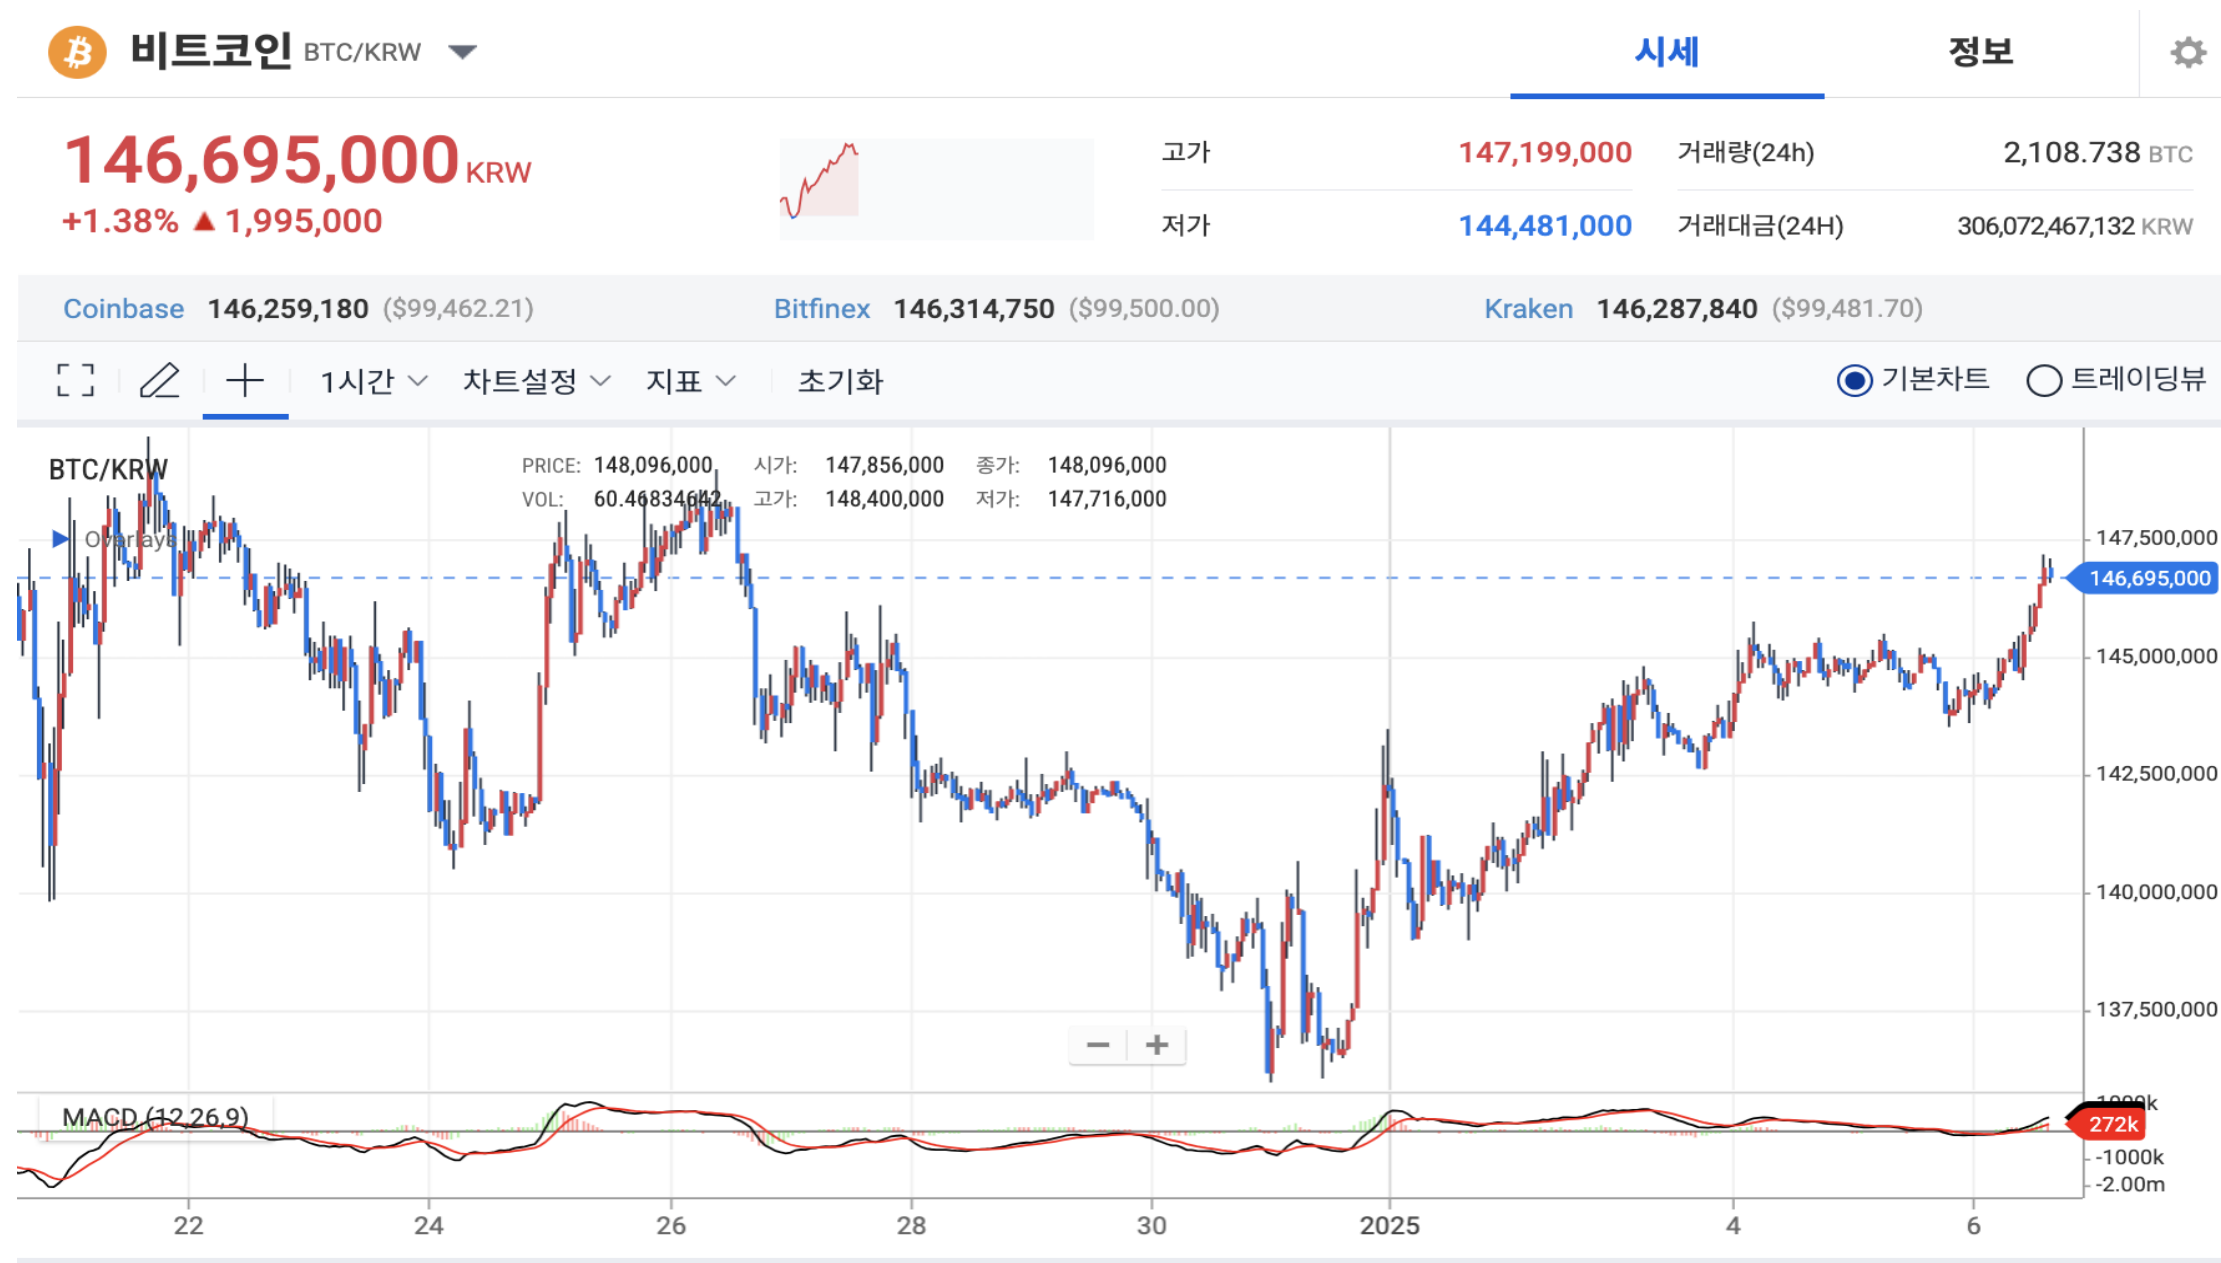 비트코인 BTC/KRW
시세
정보
146,695,000 KRW
+1.38% ▲ 1,995,000
고가 147,199,000
거래량(24h) 2,108.738 BTC
저가 144,481,000
거래대금(24H) 306,072,467,132 KRW
Coinbase 146,259,180 ($99,462.21)
Bitfinex 146,314,750 ($99,500.00)
Kraken 146,287,840 ($99,481.70)
1시간 차트설정 지표 초기화
기본차트 트레이딩뷰
BTC/KRW
PRICE: 148,096,000 시가: 147,856,000 종가: 148,096,000
VOL: 60.46834642 고가: 148,400,000 저가: 147,716,000
Overlays
147,500,000
146,695,000
145,000,000
142,500,000
140,000,000
137,500,000
MACD (12,26,9)
1000k
272k
-1000k
-2.00m
22 24 26 28 30 2025 4 6